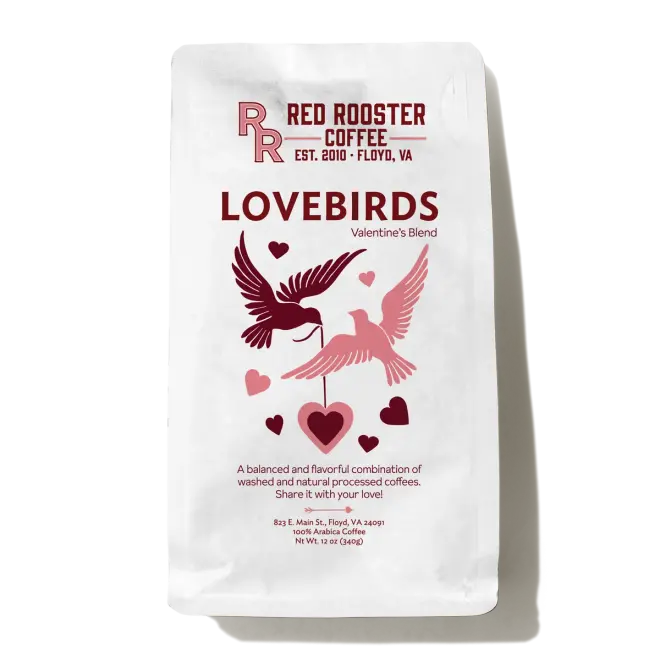 RR RED ROOSTER
COFFEE
EST. 2010 · FLOYD, VA
LOVEBIRDS
Valentine's Blend
A balanced and flavorful combination of
washed and natural processed coffees.
Share it with your love!
823 E. Main St., Floyd, VA 24091
100% Arabica Coffee
Nt Wt. 12 oz (340g)